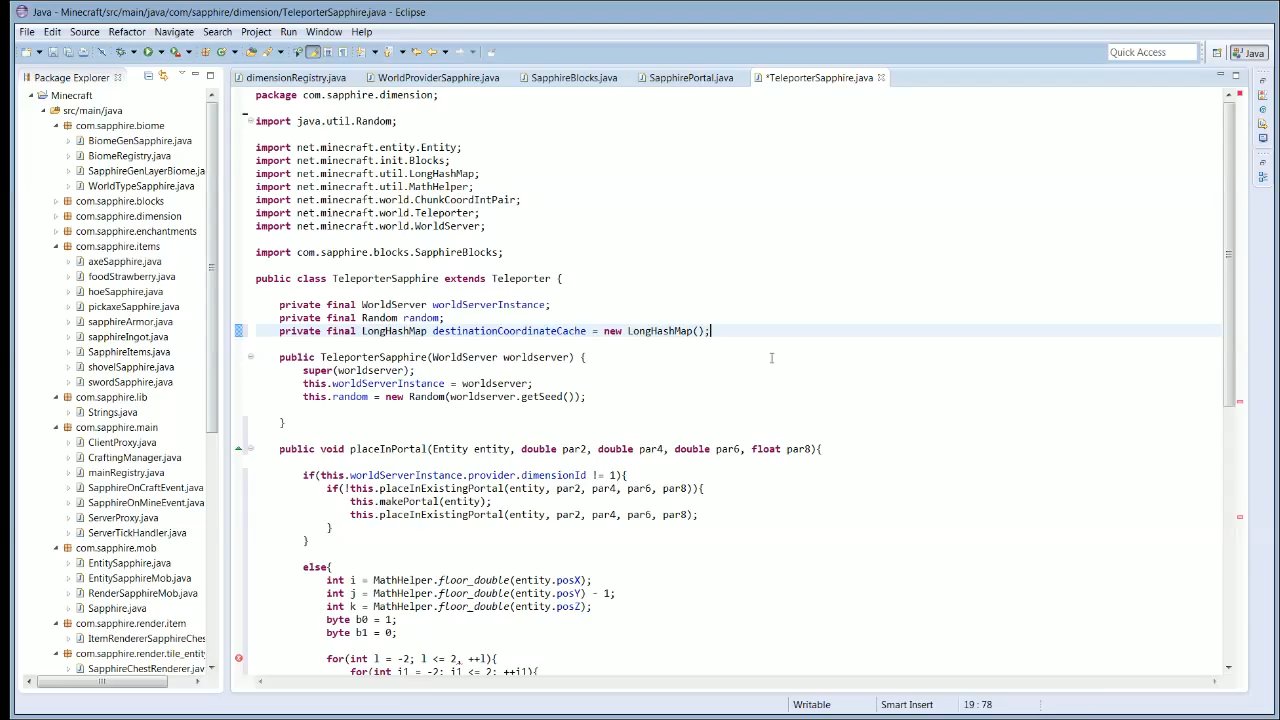 Java - Minecraft/src/main/java/com/sapphire/dimension/TeleporterSapphire.java - Eclipse
File Edit Source Refactor Navigate Search Project Run Window Help
Quick Access
Java
Package Explorer
dimensionRegistry.java
WorldProviderSapphire.java
SapphireBlocks.java
SapphirePortal.java
*TeleporterSapphire.java
Minecraft
src/main/java
com.sapphire.biome
BiomeGenSapphire.java
BiomeRegistry.java
SapphireGenLayerBiome.ja
WorldTypeSapphire.java
com.sapphire.blocks
com.sapphire.dimension
com.sapphire.enchantments
com.sapphire.items
axeSapphire.java
foodStrawberry.java
hoeSapphire.java
pickaxeSapphire.java
sapphireArmor.java
sapphireIngot.java
SapphireItems.java
shovelSapphire.java
swordSapphire.java
com.sapphire.lib
Strings.java
com.sapphire.main
ClientProxy.java
CraftingManager.java
mainRegistry.java
SapphireOnCraftEvent.java
SapphireOnMineEvent.java
ServerProxy.java
ServerTickHandler.java
com.sapphire.mob
EntitySapphire.java
EntitySapphireMob.java
RenderSapphireMob.java
Sapphire.java
com.sapphire.render.item
ItemRendererSapphireChes
com.sapphire.render.tile_entity
SapphireChestRenderer.jav
package com.sapphire.dimension;
import java.util.Random;
import net.minecraft.entity.Entity;
import net.minecraft.init.Blocks;
import net.minecraft.util.LongHashMap;
import net.minecraft.util.MathHelper;
import net.minecraft.world.ChunkCoordIntPair;
import net.minecraft.world.Teleporter;
import net.minecraft.world.WorldServer;
import com.sapphire.blocks.SapphireBlocks;
public class TeleporterSapphire extends Teleporter {
private final WorldServer worldServerInstance;
private final Random random;
private final LongHashMap destinationCoordinateCache = new LongHashMap();
public TeleporterSapphire(WorldServer worldserver) {
super(worldserver);
this.worldServerInstance = worldserver;
this.random = new Random(worldserver.getSeed());
}
public void placeInPortal(Entity entity, double par2, double par4, double par6, float par8){
if(this.worldServerInstance.provider.dimensionId != 1){
if(!this.placeInExistingPortal(entity, par2, par4, par6, par8)){
this.makePortal(entity);
this.placeInExistingPortal(entity, par2, par4, par6, par8);
}
}
else{
int i = MathHelper.floor_double(entity.posX);
int j = MathHelper.floor_double(entity.posY) - 1;
int k = MathHelper.floor_double(entity.posZ);
byte b0 = 1;
byte b1 = 0;
for(int l = -2; l <= 2, ++l){
for(int i1 = -2; i1 <= 2; ++i1){
Writable
Smart Insert
19 : 78